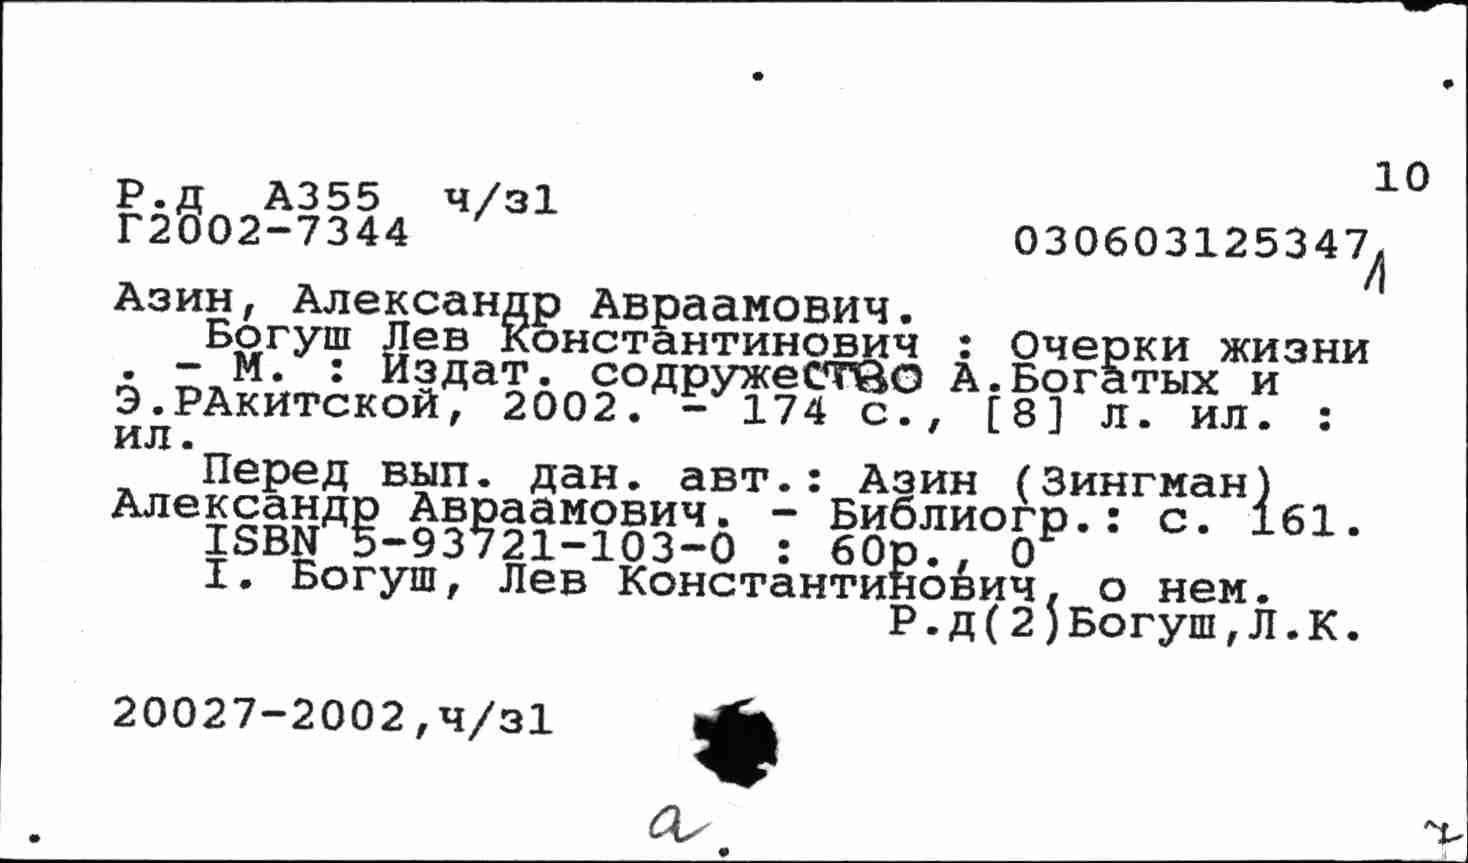 10
Р.д А355 ч/з1
Г2002-7344
030603125347
Азин, Александр Авраамович.
Богуш Лев Константинович : Очерки жизни
. - М. : Издат. содружество А.Богатых и
Э.РАкитской, 2002. - 174 с., [8] л. ил. :
ил.
Перед вып. дан. авт.: Азин (Зингман)
Александр Авраамович. - Библиогр.: с. 161.
ISBN 5-93721-103-0 : 60р., 0
I. Богуш, Лев Константинович, о нем.
Р.д(2)Богуш,Л.К.
20027-2002,ч/з1
а